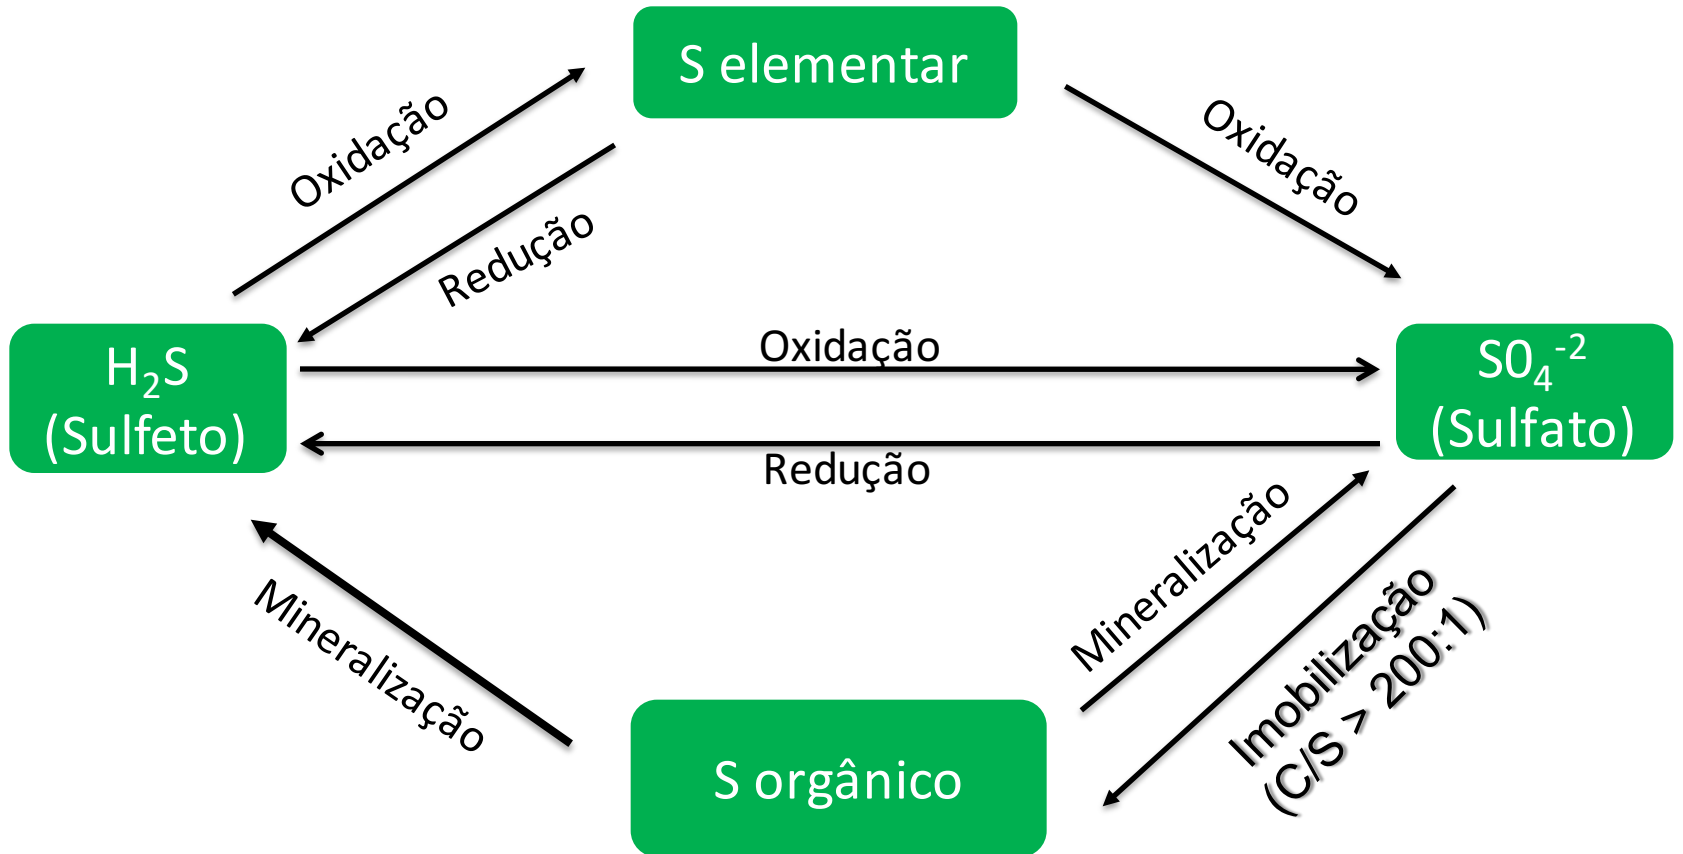 S elementar
Oxidação
Oxidação
Redução
H₂S
(Sulfeto)
Oxidação
S0₄⁻²
(Sulfato)
Redução
Mineralização
Mineralização
Imobilização
(C/S > 200:1)
S orgânico